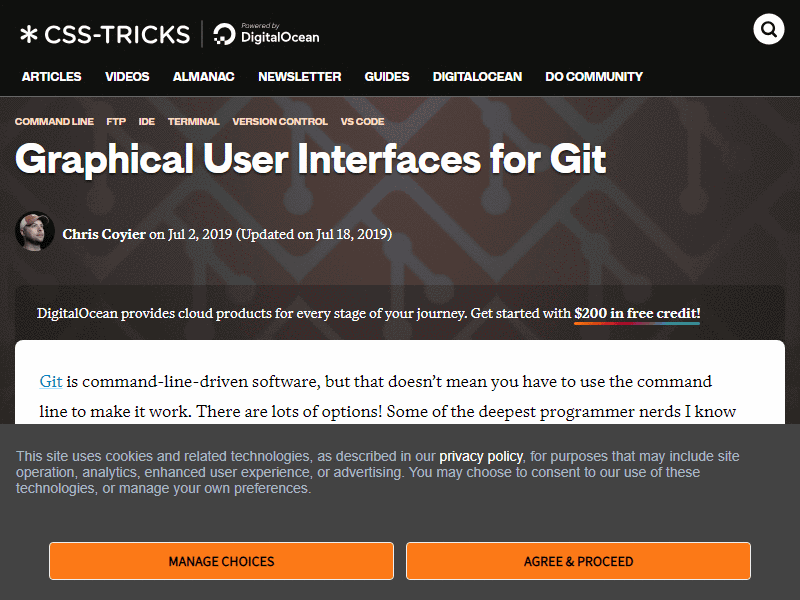 CSS-TRICKS
Powered by
DigitalOcean
ARTICLES VIDEOS ALMANAC NEWSLETTER GUIDES DIGITALOCEAN DO COMMUNITY
COMMAND LINE FTP IDE TERMINAL VERSION CONTROL VS CODE
Graphical User Interfaces for Git
Chris Coyier on Jul 2, 2019 (Updated on Jul 18, 2019)
DigitalOcean provides cloud products for every stage of your journey. Get started with $200 in free credit!
Git is command-line-driven software, but that doesn’t mean you have to use the command
line to make it work. There are lots of options! Some of the deepest programmer nerds I know
This site uses cookies and related technologies, as described in our privacy policy, for purposes that may include site
operation, analytics, enhanced user experience, or advertising. You may choose to consent to our use of these
technologies, or manage your own preferences.
MANAGE CHOICES AGREE & PROCEED